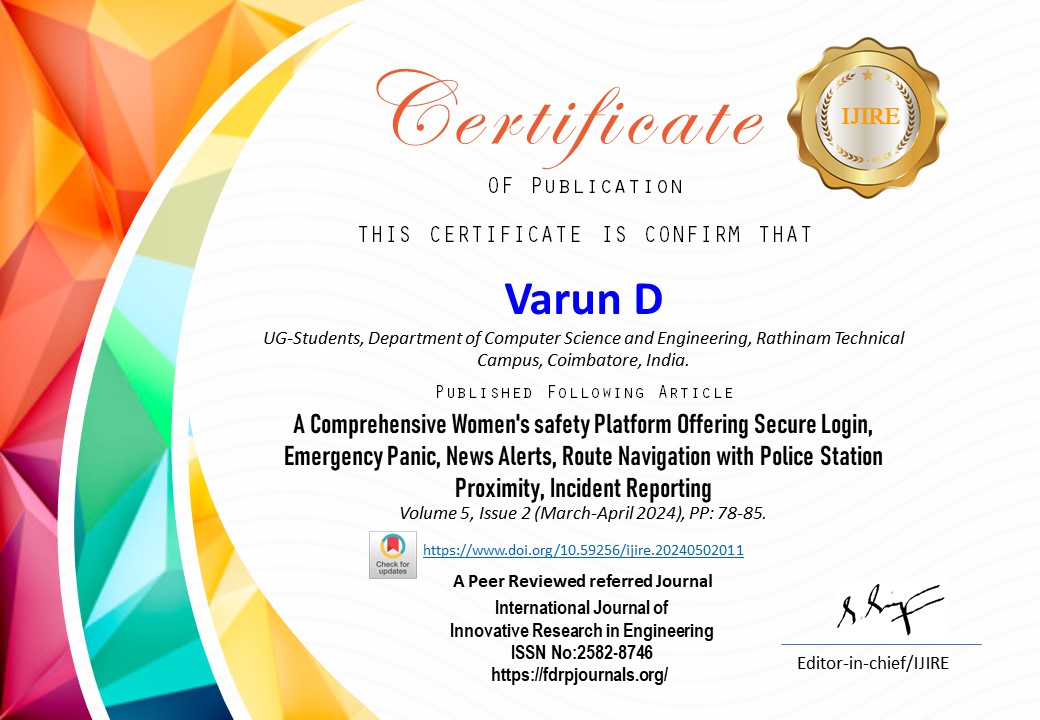 Certificate
IJIRE
OF PUBLICATION
THIS CERTIFICATE IS CONFIRM THAT
Varun D
UG-Students, Department of Computer Science and Engineering, Rathinam Technical
Campus, Coimbatore, India.
PUBLISHED FOLLOWING ARTICLE
A Comprehensive Women's safety Platform Offering Secure Login,
Emergency Panic, News Alerts, Route Navigation with Police Station
Proximity, Incident Reporting
Volume 5, Issue 2 (March-April 2024), PP: 78-85.
Check for
updates
https://www.doi.org/10.59256/ijire.20240502011
A Peer Reviewed referred Journal
International Journal of
Innovative Research in Engineering
ISSN No:2582-8746
https://fdrpjournals.org/
Editor-in-chief/IJIRE